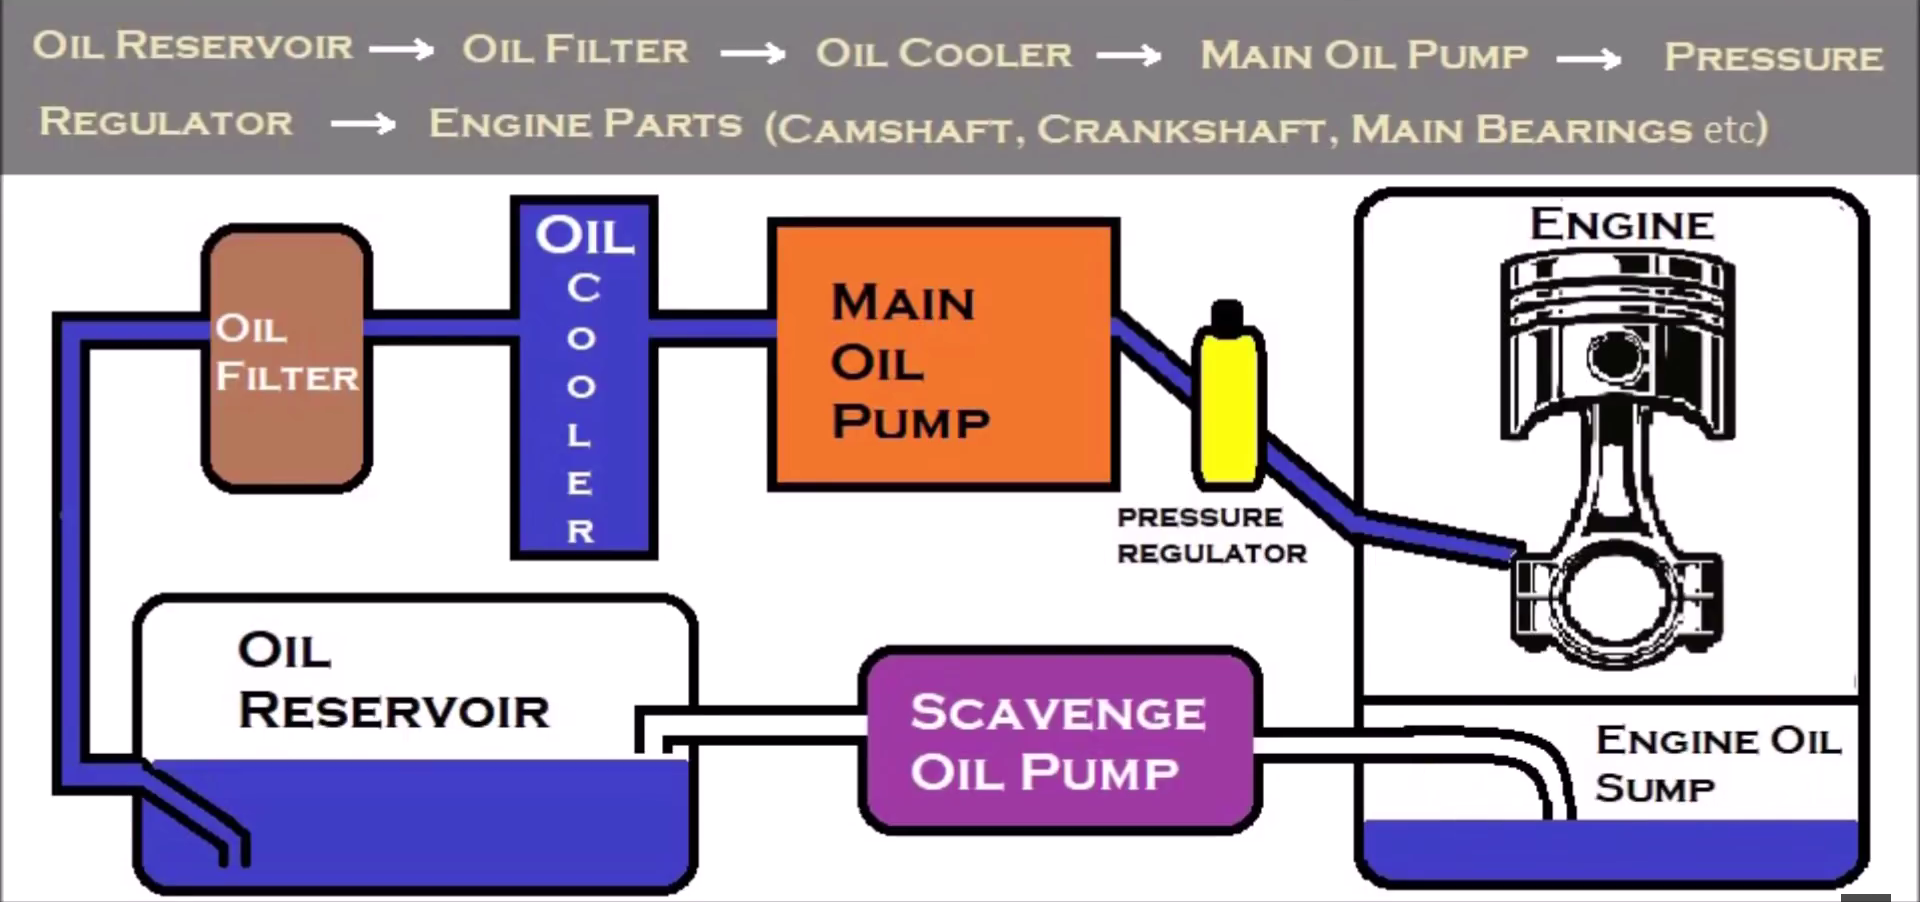 OIL RESERVOIR → OIL FILTER → OIL COOLER → MAIN OIL PUMP → PRESSURE
REGULATOR → ENGINE PARTS (CAMSHAFT, CRANKSHAFT, MAIN BEARINGS etc)
OIL
FILTER
OIL
C
O
O
L
E
R
MAIN
OIL
PUMP
PRESSURE
REGULATOR
ENGINE
OIL
RESERVOIR
SCAVENGE
OIL PUMP
ENGINE OIL
SUMP